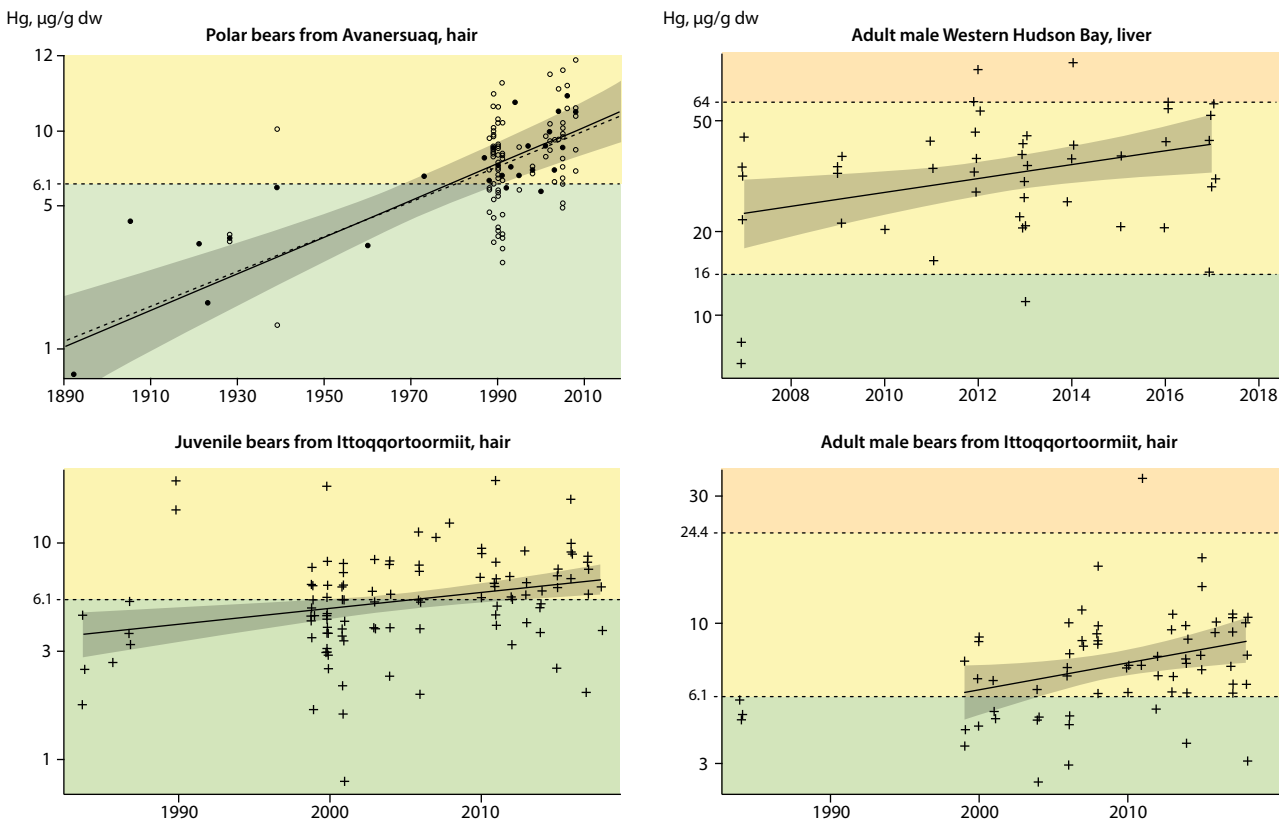 Hg, μg/g dw
Polar bears from Avanersuaq, hair
12
10
6.1
5
1
1890 1910 1930 1950 1970 1990 2010
Hg, μg/g dw
Adult male Western Hudson Bay, liver
64
50
20
16
10
2008 2010 2012 2014 2016 2018
Juvenile bears from Ittoqqortoormiit, hair
10
6.1
3
1
1990 2000 2010
Adult male bears from Ittoqqortoormiit, hair
30
24.4
10
6.1
3
1990 2000 2010